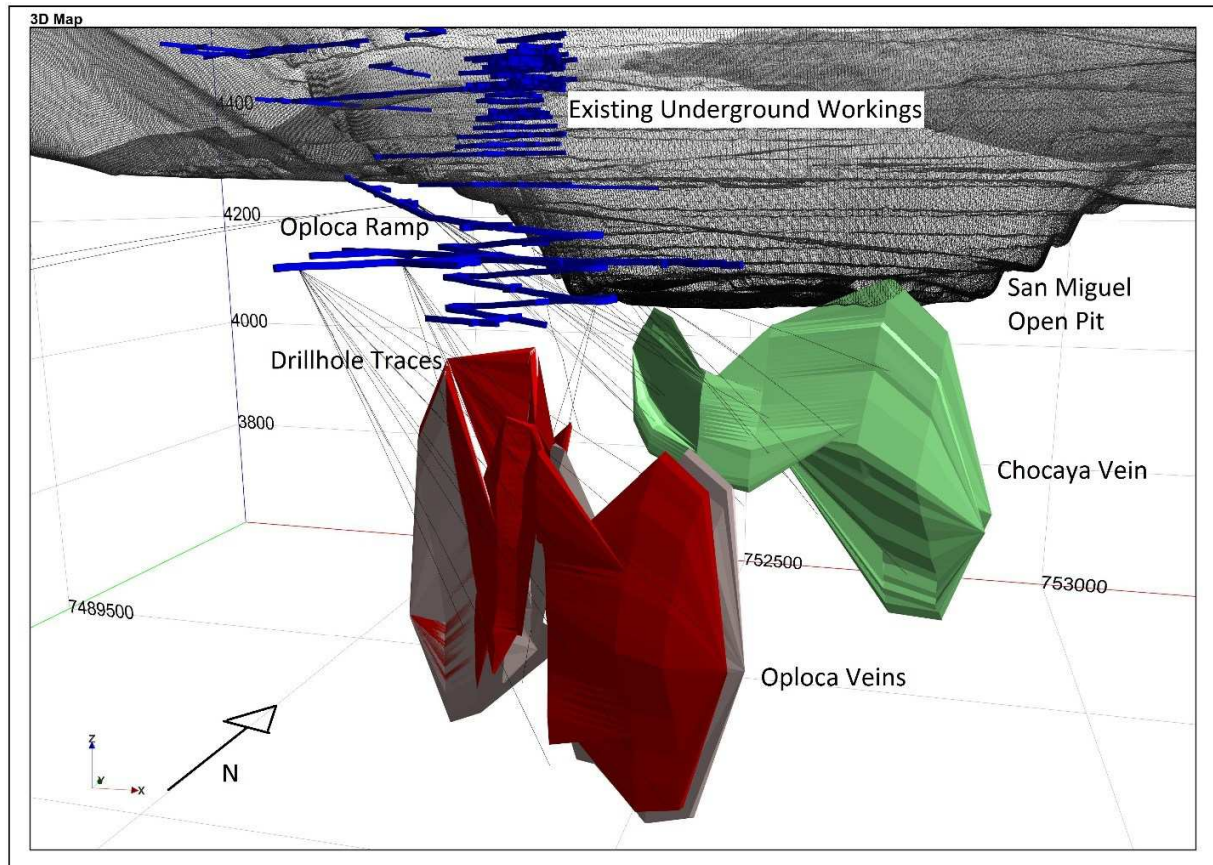 3D Map
4400
Existing Underground Workings
4200
Oploca Ramp
San Miguel
Open Pit
4000
Drillhole Traces
3800
Chocaya Vein
752500
753000
7489500
Oploca Veins
Z
Y
X
N